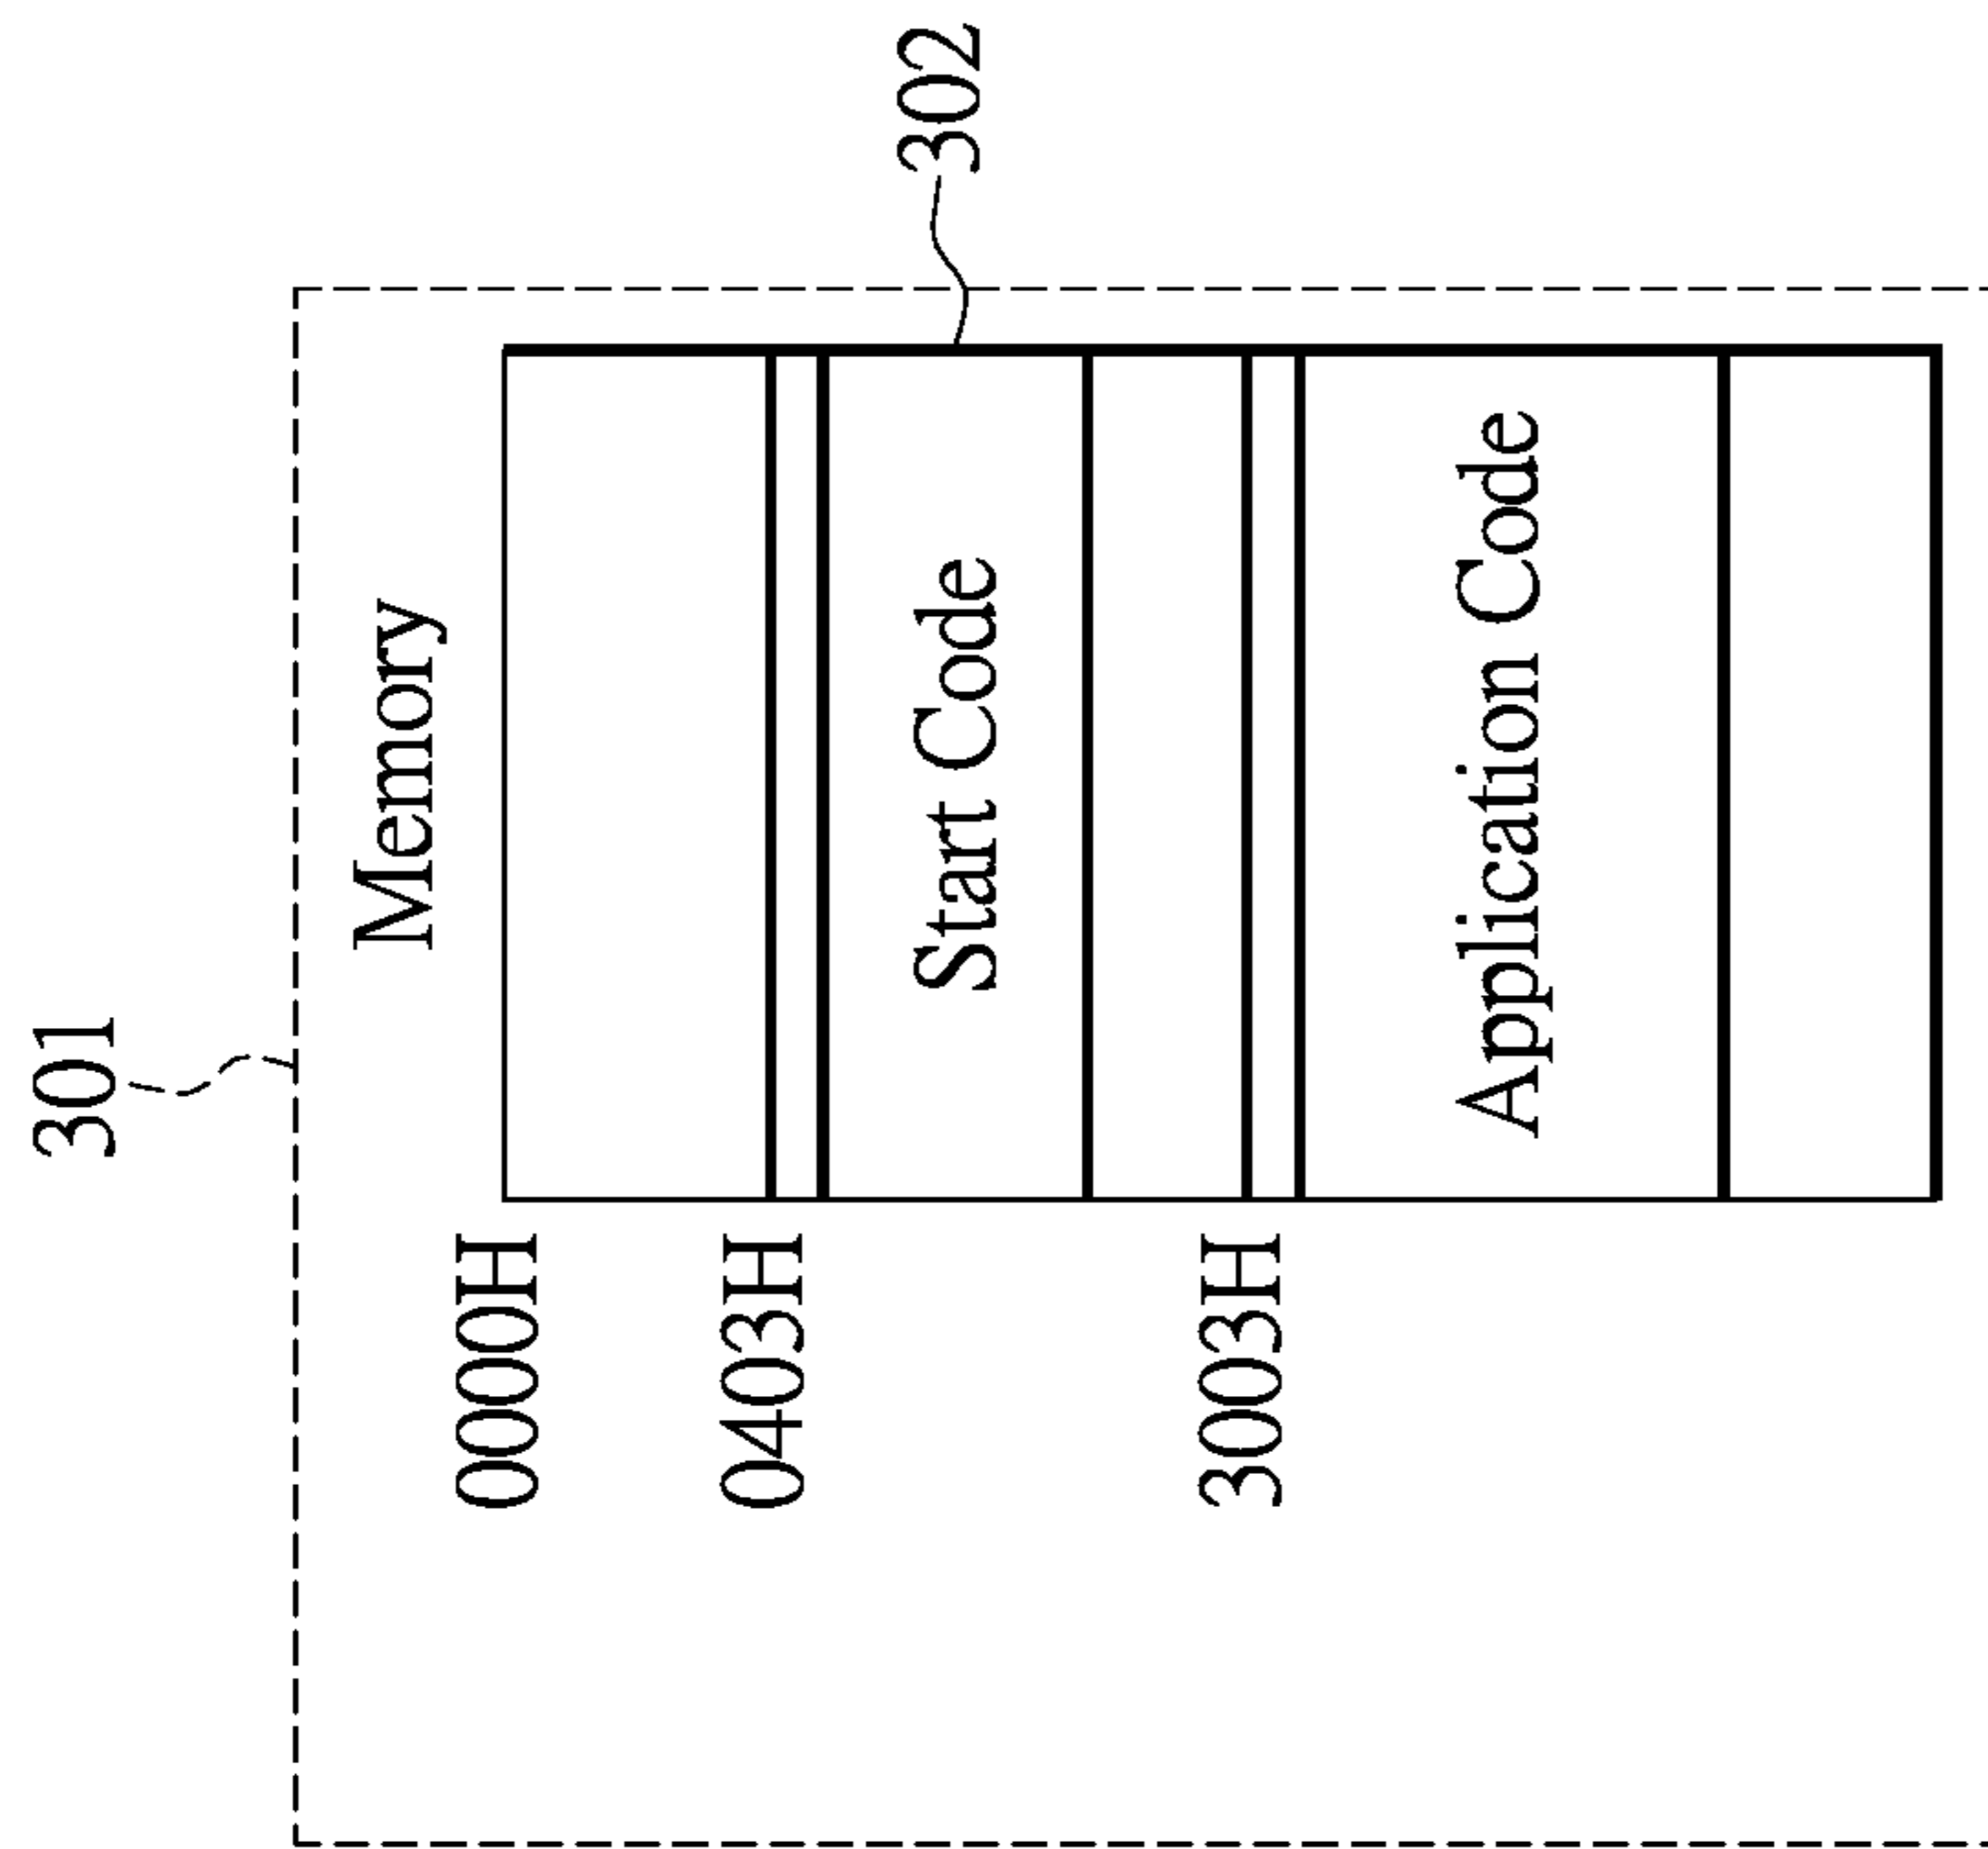 301
Memory
302
0000H
0403H
Start Code
3003H
Application Code